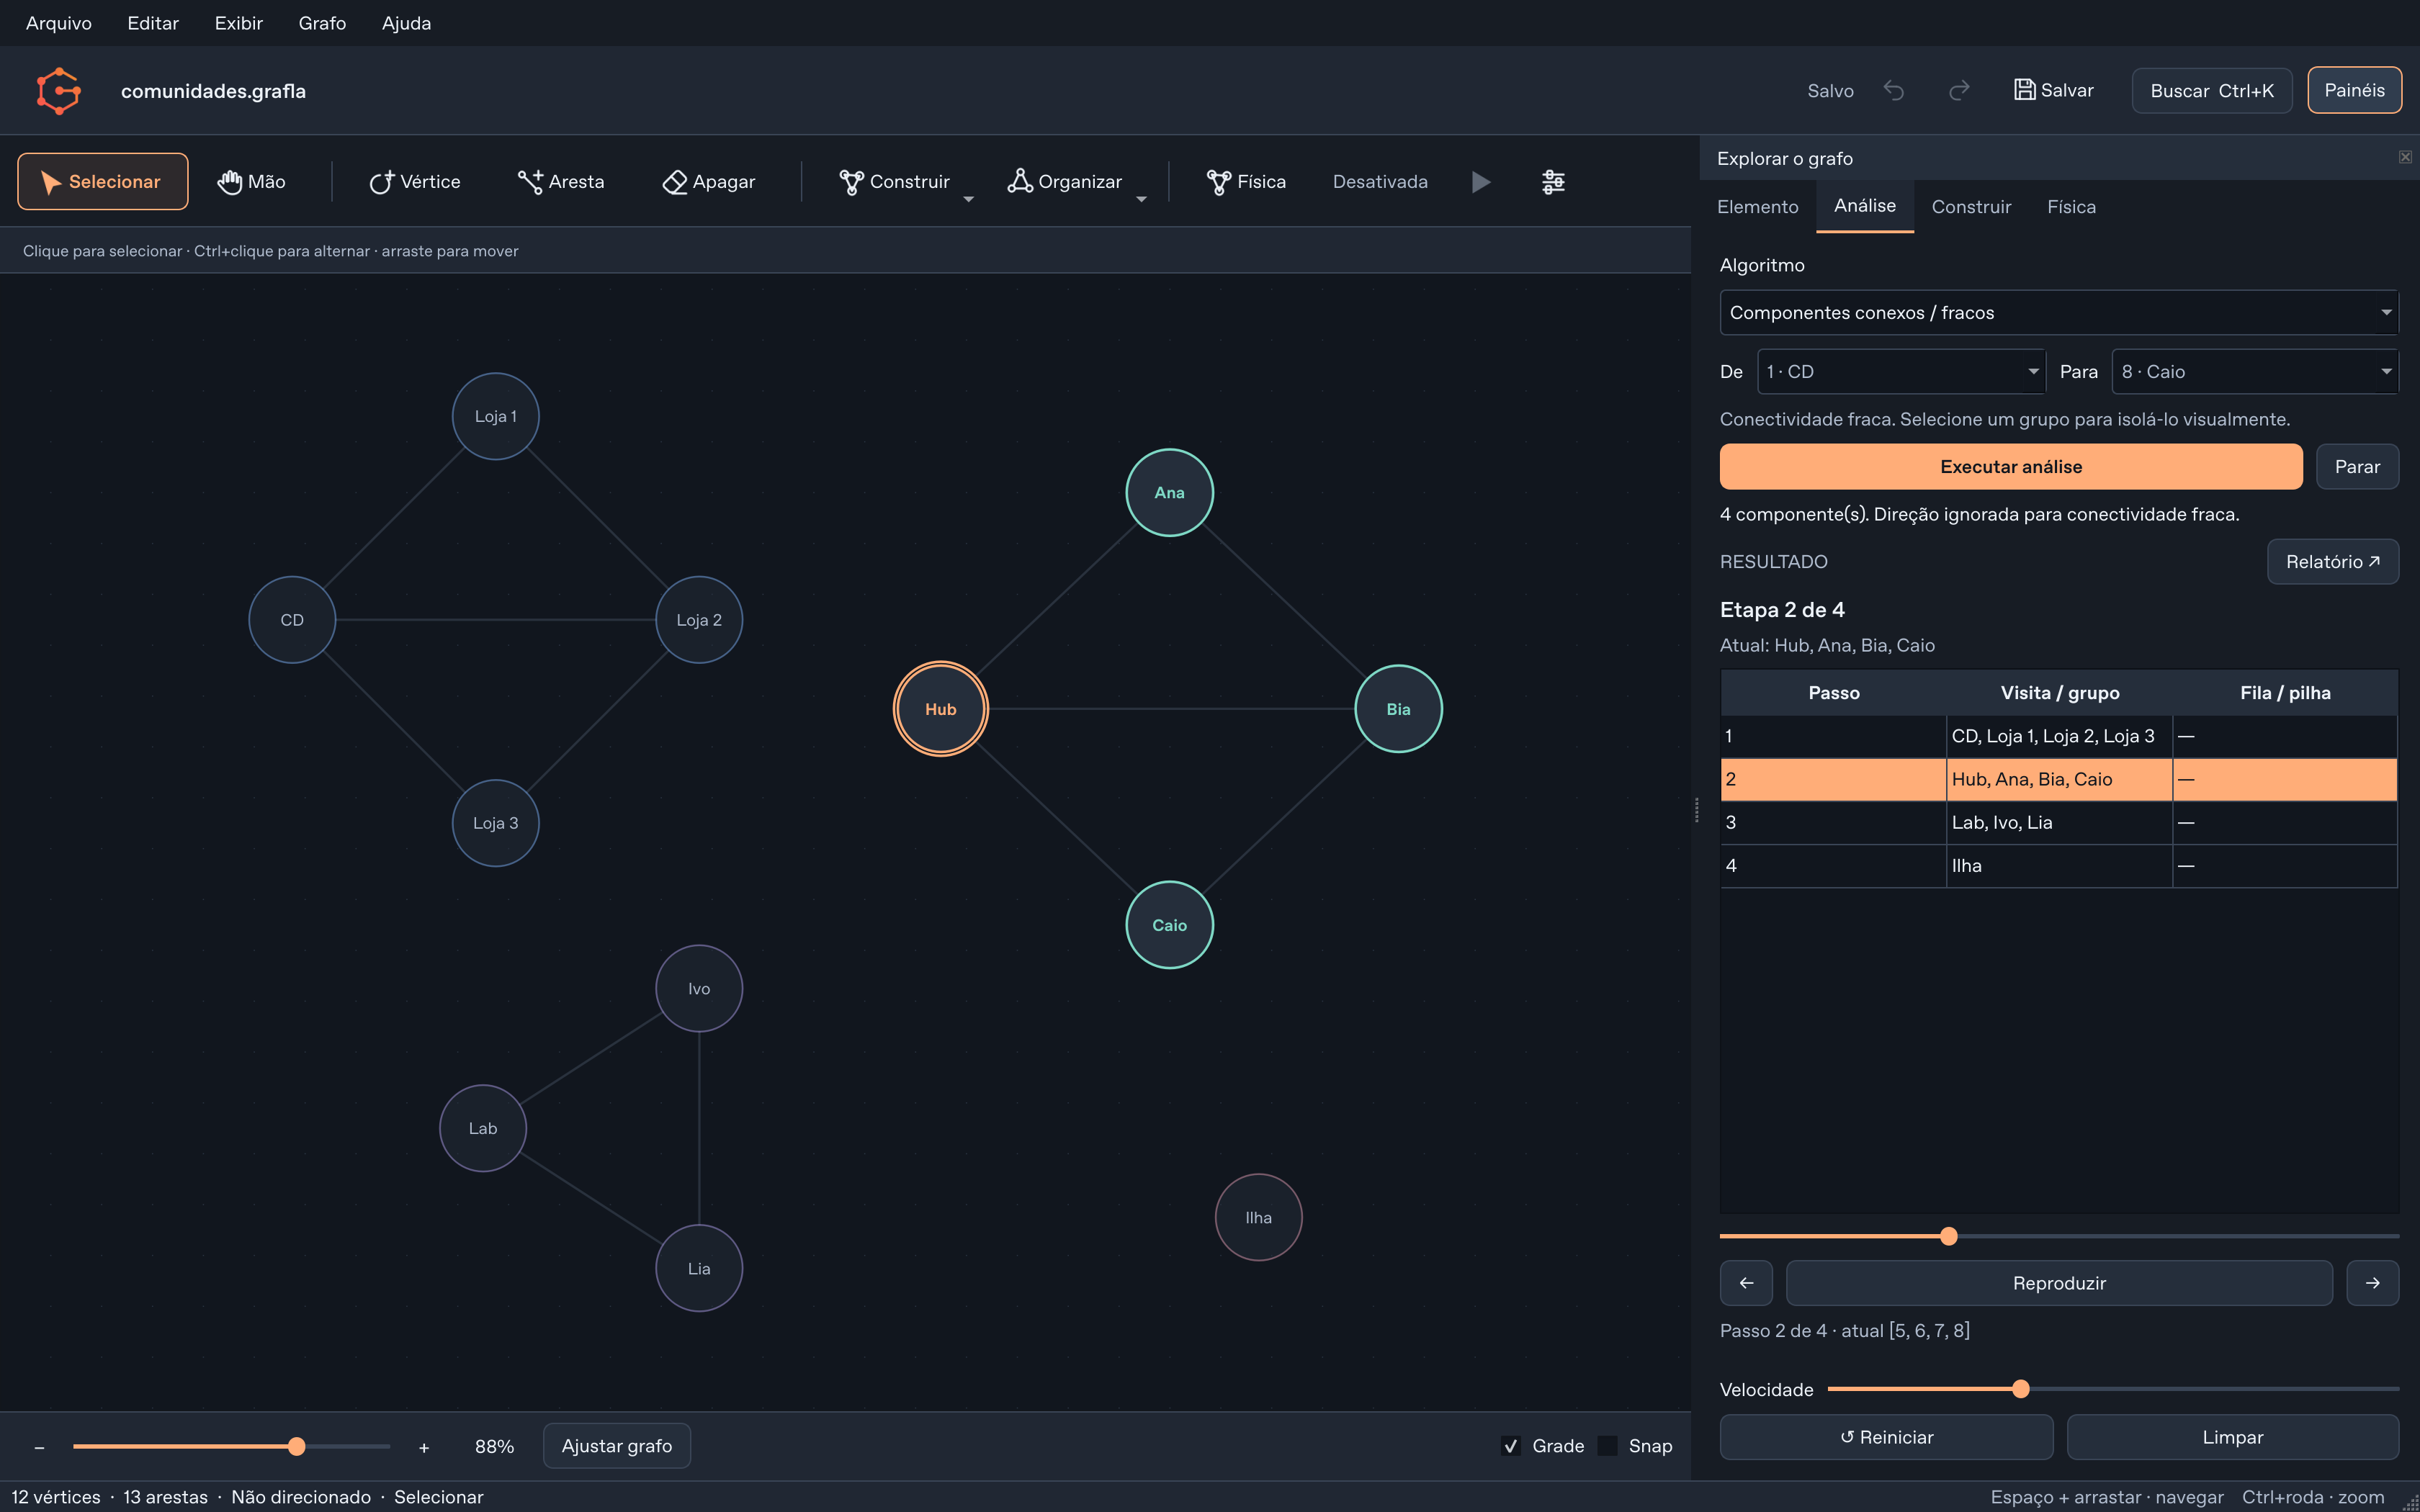 Arquivo Editar Exibir Grafo Ajuda
comunidades.grafla
Salvo Salvar Buscar Ctrl+K Painéis
Selecionar Mão Vértice Aresta Apagar Construir Organizar Física Desativada
Clique para selecionar · Ctrl+clique para alternar · arraste para mover
Loja 1
CD
Loja 2
Loja 3
Ana
Hub
Bia
Caio
Ivo
Lab
Lia
Ilha
− + 88% Ajustar grafo
Grade Snap
12 vértices · 13 arestas · Não direcionado · Selecionar
Explorar o grafo
Elemento Análise Construir Física
Algoritmo
Componentes conexos / fracos
De 1 · CD Para 8 · Caio
Conectividade fraca. Selecione um grupo para isolá-lo visualmente.
Executar análise Parar
4 componente(s). Direção ignorada para conectividade fraca.
RESULTADO Relatório ↗
Etapa 2 de 4
Atual: Hub, Ana, Bia, Caio
Passo Visita / grupo Fila / pilha
1 CD, Loja 1, Loja 2, Loja 3 —
2 Hub, Ana, Bia, Caio —
3 Lab, Ivo, Lia —
4 Ilha —
← Reproduzir →
Passo 2 de 4 · atual [5, 6, 7, 8]
Velocidade
↺ Reiniciar Limpar
Espaço + arrastar · navegar Ctrl+roda · zoom